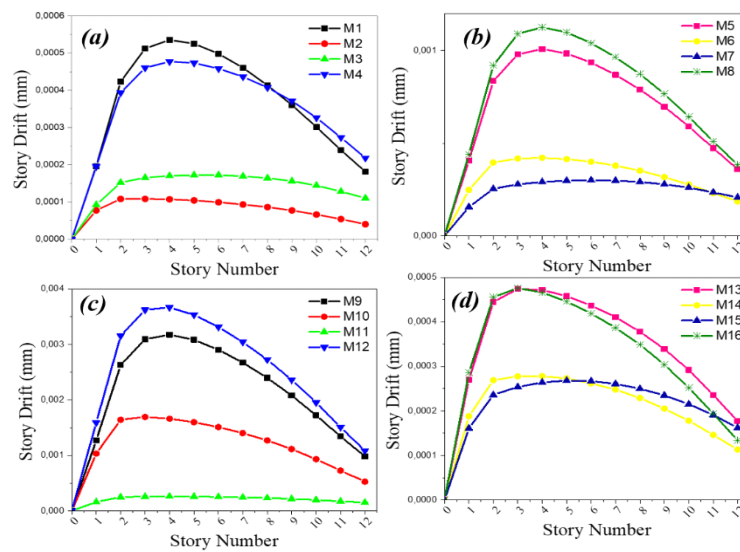 (a)
M1
M2
M3
M4
0,0006
0,0005
0,0004
0,0003
0,0002
0,0001
0,0000
Story Drift (mm)
0 1 2 3 4 5 6 7 8 9 10 11 12
Story Number
(b)
M5
M6
M7
M8
0,001
0,000
Story Drift (mm)
0 1 2 3 4 5 6 7 8 9 10 11 12
Story Number
(c)
M9
M10
M11
M12
0,004
0,003
0,002
0,001
0,000
Story Drift (mm)
0 1 2 3 4 5 6 7 8 9 10 11 12
Story Number
(d)
M13
M14
M15
M16
0,0005
0,0004
0,0003
0,0002
0,0001
0,0000
Story Drift (mm)
0 1 2 3 4 5 6 7 8 9 10 11 12
Story Number